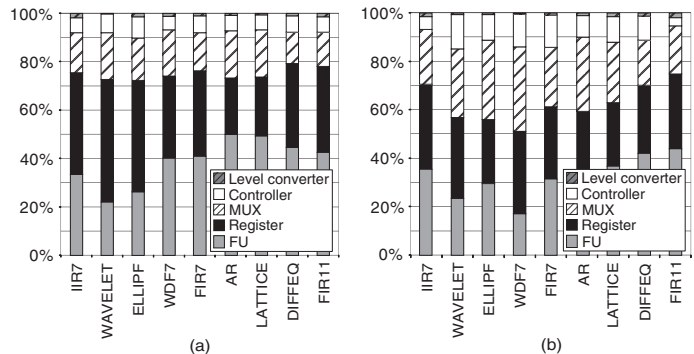 100%
80%
60%
40%
20%
0%
Level converter
Controller
MUX
Register
FU
IIR7
WAVELET
ELLIPF
WDF7
FIR7
AR
LATTICE
DIFFEQ
FIR11
(a)
100%
80%
60%
40%
20%
0%
Level converter
Controller
MUX
Register
FU
IIR7
WAVELET
ELLIPF
WDF7
FIR7
AR
LATTICE
DIFFEQ
FIR11
(b)